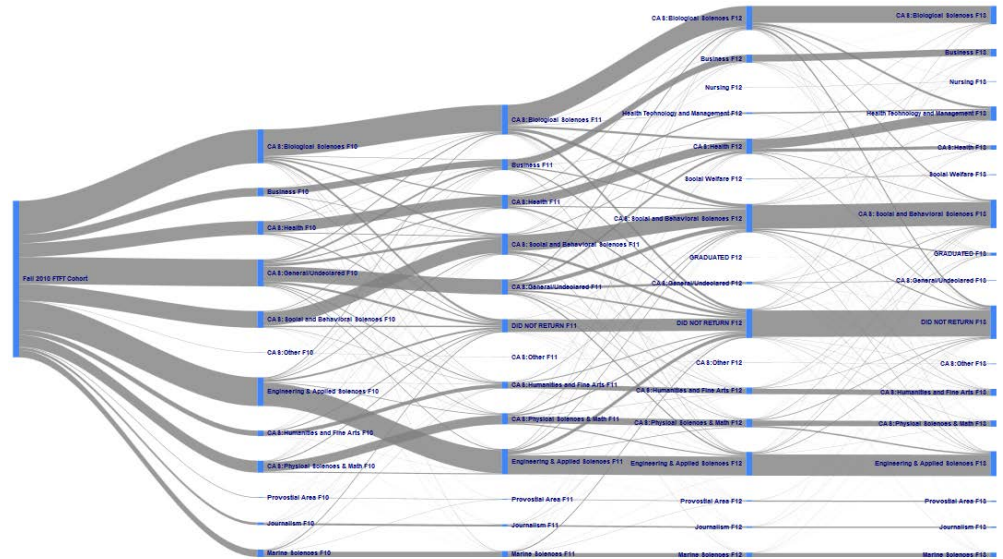 Fall 2010 FTFT Cohort
CAS:Biological Sciences F10
Business F10
CAS:Health F10
CAS:General/Undeclared F10
CAS:Social and Behavioral Sciences F10
CAS:Other F10
Engineering & Applied Sciences F10
CAS:Humanities and Fine Arts F10
CAS:Physical Sciences & Math F10
Provostial Area F10
Journalism F10
Marine Sciences F10
CAS:Biological Sciences F11
Business F11
CAS:Health F11
CAS:Social and Behavioral Sciences F11
CAS:General/Undeclared F11
DID NOT RETURN F11
CAS:Other F11
CAS:Humanities and Fine Arts F11
CAS:Physical Sciences & Math F11
Engineering & Applied Sciences F11
Provostial Area F11
Journalism F11
Marine Sciences F11
CAS:Biological Sciences F12
Business F12
Nursing F12
Health Technology and Management F12
CAS:Health F12
Social Welfare F12
CAS:Social and Behavioral Sciences F12
GRADUATED F12
CAS:General/Undeclared F12
DID NOT RETURN F12
CAS:Other F12
CAS:Humanities and Fine Arts F12
CAS:Physical Sciences & Math F12
Engineering & Applied Sciences F12
Provostial Area F12
Journalism F12
Marine Sciences F12
CAS:Biological Sciences F13
Business F13
Nursing F13
Health Technology and Management F13
CAS:Health F13
Social Welfare F13
CAS:Social and Behavioral Sciences F13
GRADUATED F13
CAS:General/Undeclared F13
DID NOT RETURN F13
CAS:Other F13
CAS:Humanities and Fine Arts F13
CAS:Physical Sciences & Math F13
Engineering & Applied Sciences F13
Provostial Area F13
Journalism F13
Marine Sciences F13